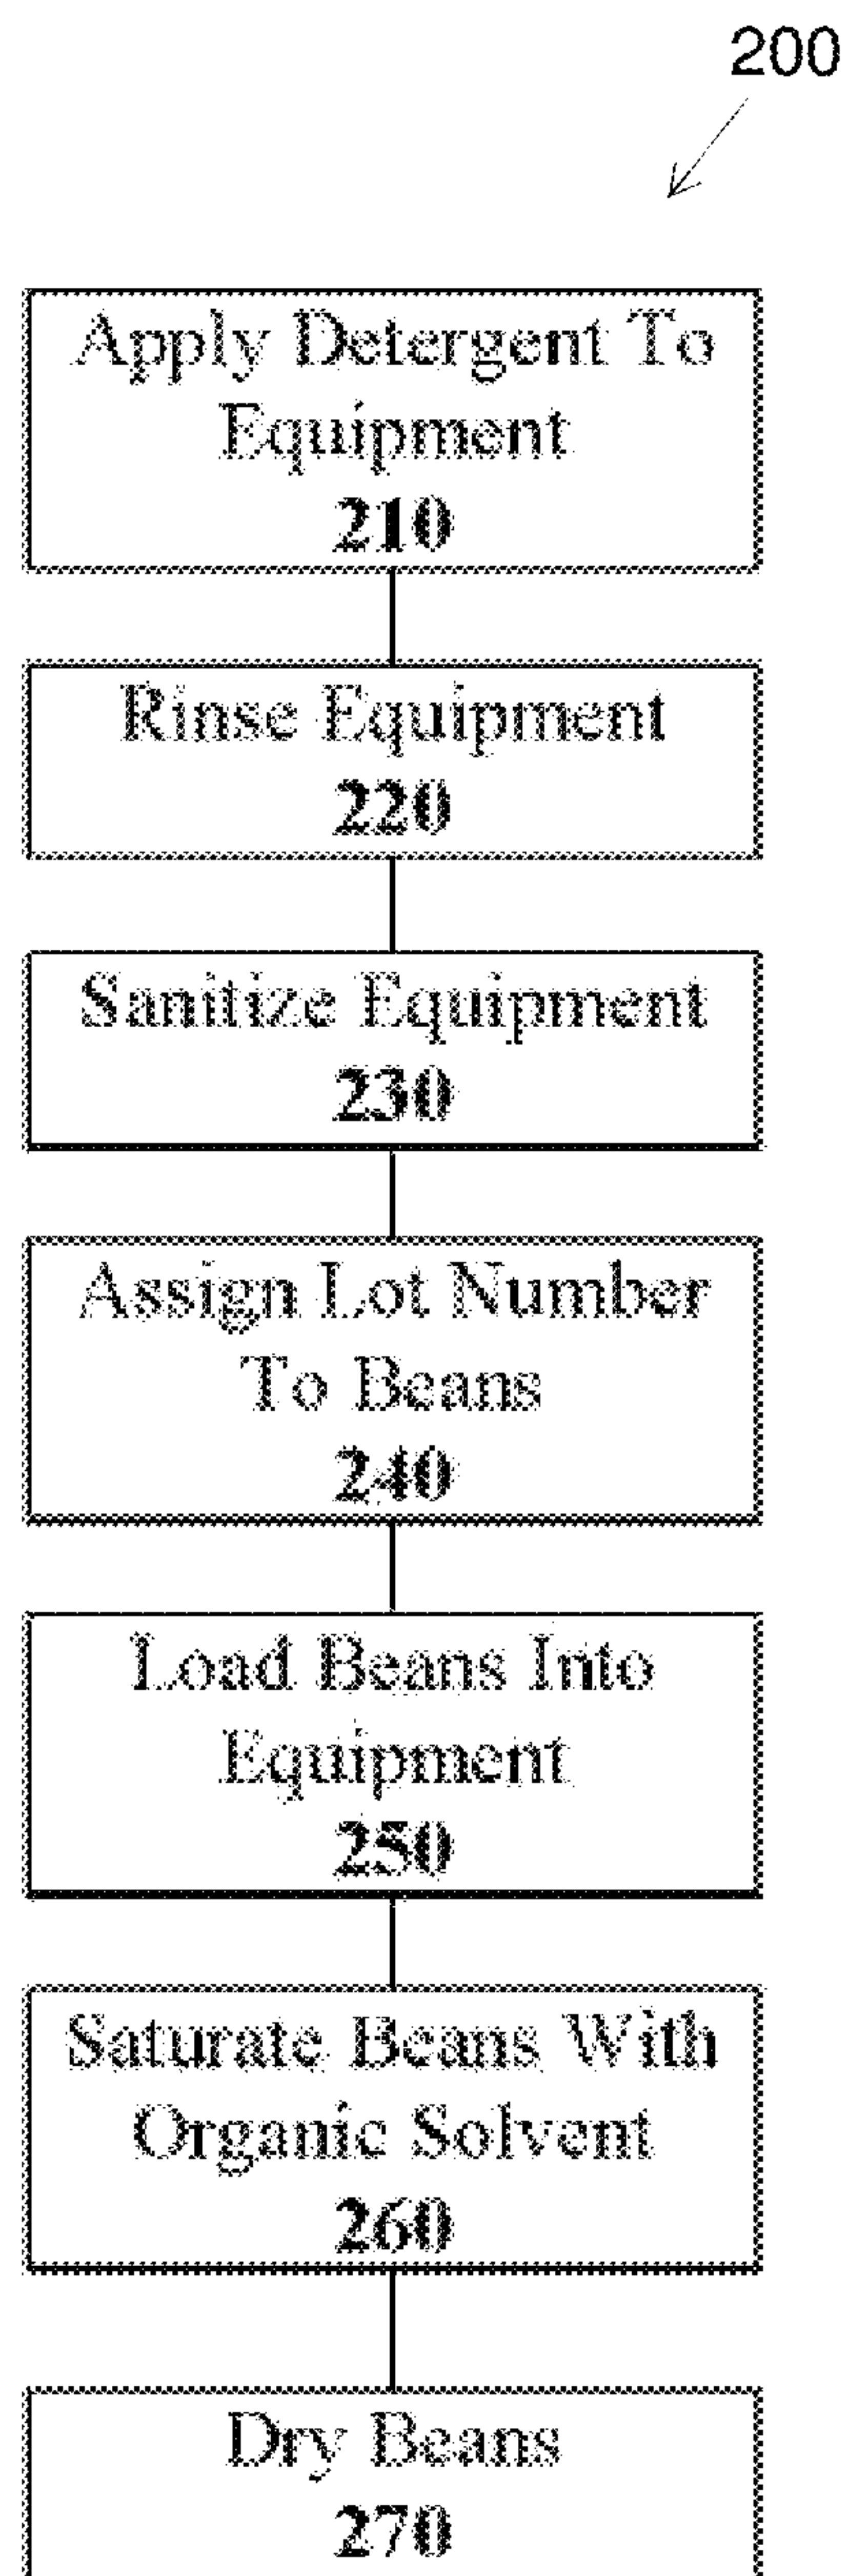 200
Apply Detergent To
Equipment
210
Rinse Equipment
220
Sanitize Equipment
230
Assign Lot Number
To Beans
240
Load Beans Into
Equipment
250
Saturate Beans With
Organic Solvent
260
Dry Beans
270